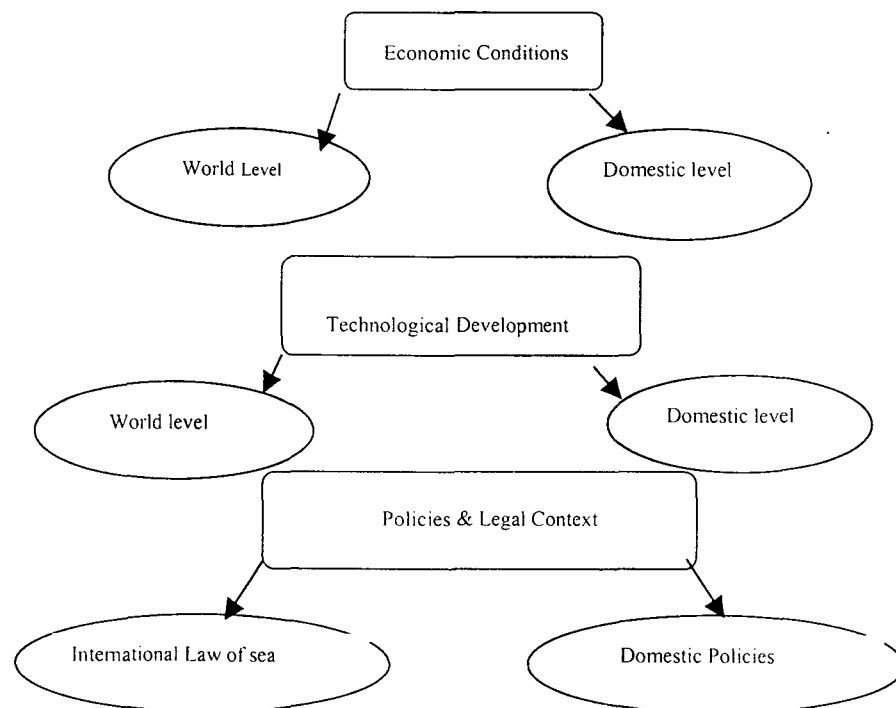 Economic Conditions
World Level
Domestic level
Technological Development
World level
Domestic level
Policies & Legal Context
International Law of sea
Domestic Policies